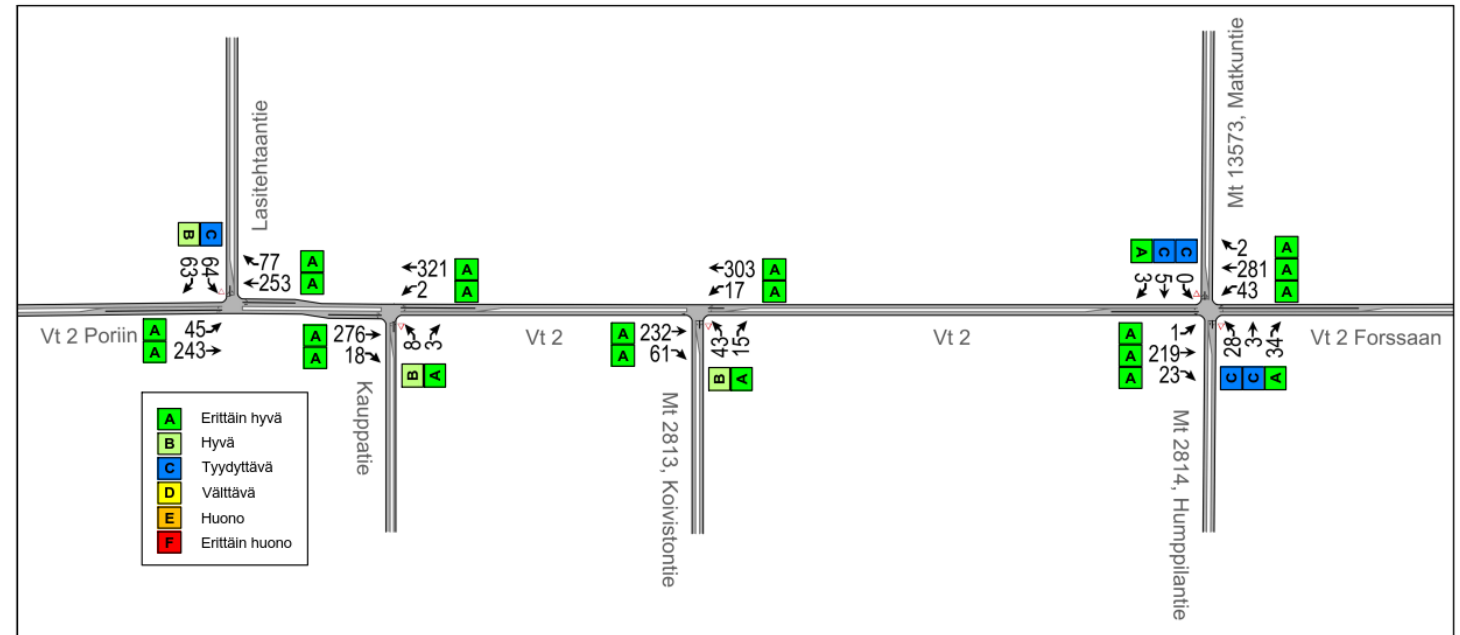 Lasitehtaantie
Mt 13573, Matkuntie
B C
63 64
77 A
253 A
321 A
2 A
303 A
17 A
A C C
3 5 0
2 A
281 A
43 A
Vt 2 Poriin
A 45
A 243
A 276
A 18
8 3
B A
Vt 2
A 232
A 61
43 15
B A
Vt 2
A 1
A 219
A 23
28 3 34
C C A
Vt 2 Forssaan
Kauppatie
Mt 2813, Koivistontie
Mt 2814, Humppilantie
A Erittäin hyvä
B Hyvä
C Tyydyttävä
D Välttävä
E Huono
F Erittäin huono